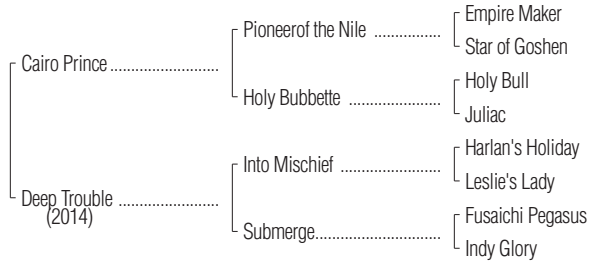 Empire Maker
Pioneerof the Nile ................
Star of Goshen
Cairo Prince ..........................
Holy Bull
Holy Bubbette ......................
Juliac
Harlan's Holiday
Into Mischief ........................
Leslie's Lady
Deep Trouble ........................
(2014)
Fusaichi Pegasus
Submerge..............................
Indy Glory